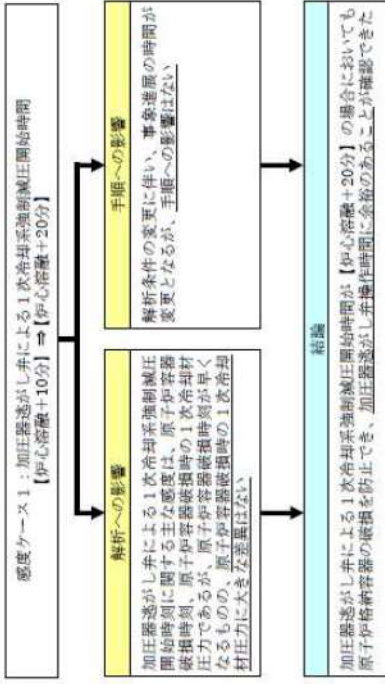 感度ケース1：加圧器逃がし弁による1次冷却系強制減圧開始時間
【炉心溶融+10分】⇒【炉心溶融+20分】
解析への影響
加圧器逃がし弁による1次冷却系強制減圧
開始時刻に関する主な感度は、原子炉容器
破損時刻、原子炉容器破損時の1次冷却材
圧力であるが、原子炉容器破損時刻が早く
なるものの、原子炉容器破損時の1次冷却
材圧力に大きな差異はない
手順への影響
解析条件の変更に伴い、事象進展の時間が
変更となるが、手順への影響はない
結論
加圧器逃がし弁による1次冷却系強制減圧開始時間が【炉心溶融+20分】の場合においても
原子炉格納容器の破損を防止でき、加圧器逃がし弁操作時間に余裕のあることが確認できた